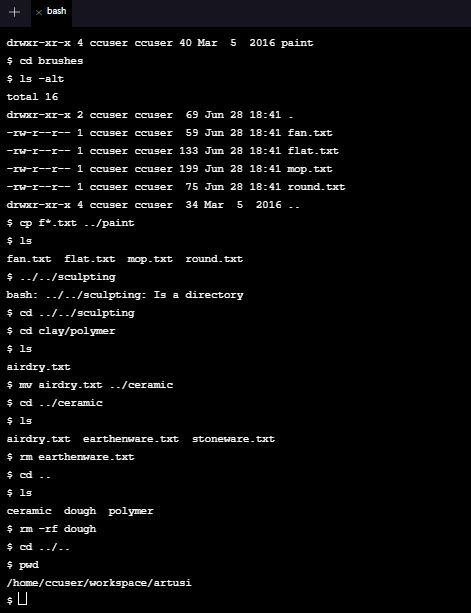 + × bash
drwxr-xr-x 4 ccuser ccuser 40 Mar  5  2016 paint
$ cd brushes
$ ls -alt
total 16
drwxr-xr-x 2 ccuser ccuser  69 Jun 28 18:41 .
-rw-r--r-- 1 ccuser ccuser  59 Jun 28 18:41 fan.txt
-rw-r--r-- 1 ccuser ccuser 133 Jun 28 18:41 flat.txt
-rw-r--r-- 1 ccuser ccuser 199 Jun 28 18:41 mop.txt
-rw-r--r-- 1 ccuser ccuser  75 Jun 28 18:41 round.txt
drwxr-xr-x 4 ccuser ccuser  34 Mar  5  2016 ..
$ cp f*.txt ../paint
$ ls
fan.txt  flat.txt  mop.txt  round.txt
$ ../../sculpting
bash: ../../sculpting: Is a directory
$ cd ../../sculpting
$ cd clay/polymer
$ ls
airdry.txt
$ mv airdry.txt ../ceramic
$ cd ../ceramic
$ ls
airdry.txt  earthenware.txt  stoneware.txt
$ rm earthenware.txt
$ cd ..
$ ls
ceramic  dough  polymer
$ rm -rf dough
$ cd ../..
$ pwd
/home/ccuser/workspace/artusi
$